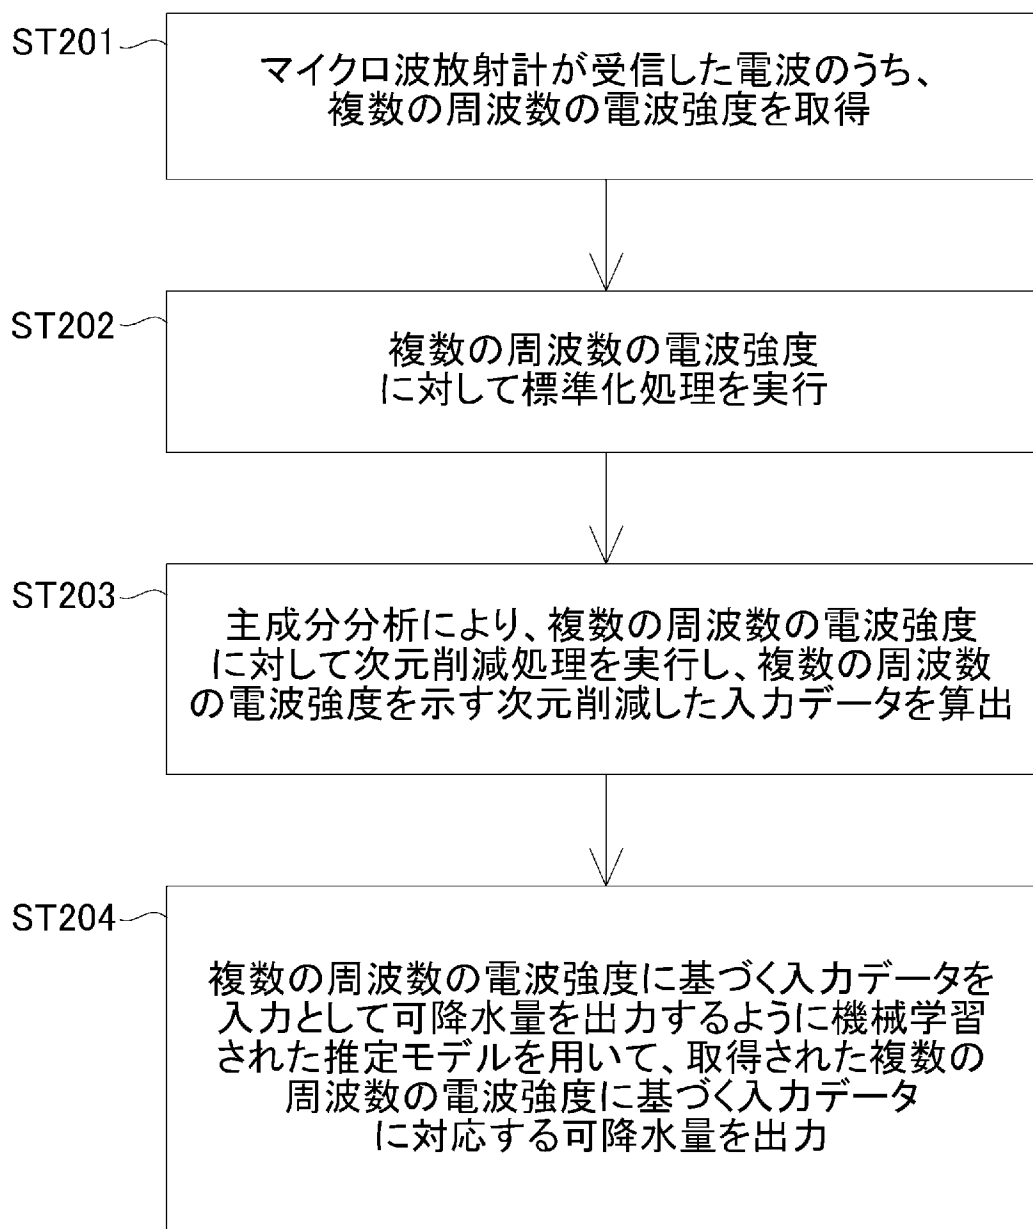 ST201
マイクロ波放射計が受信した電波のうち、
複数の周波数の電波強度を取得
ST202
複数の周波数の電波強度
に対して標準化処理を実行
ST203
主成分分析により、複数の周波数の電波強度
に対して次元削減処理を実行し、複数の周波数
の電波強度を示す次元削減した入力データを算出
ST204
複数の周波数の電波強度に基づく入力データを
入力として可降水量を出力するように機械学習
された推定モデルを用いて、取得された複数の
周波数の電波強度に基づく入力データ
に対応する可降水量を出力